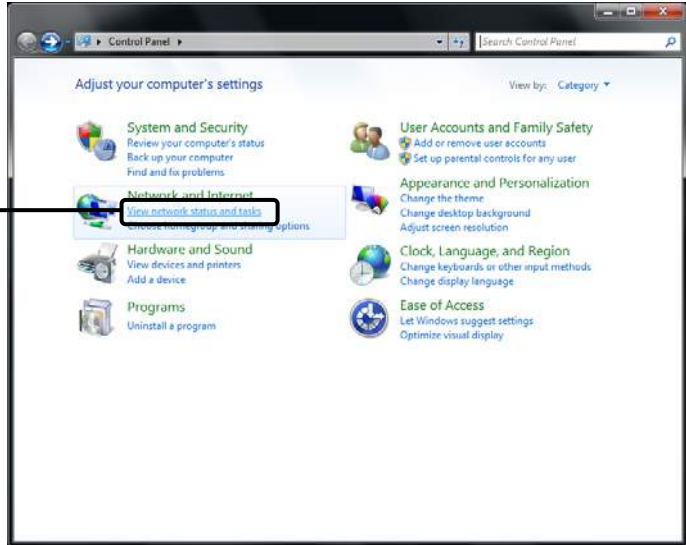 Control Panel
Search Control Panel
Adjust your computer's settings
View by: Category
System and Security
Review your computer's status
Back up your computer
Find and fix problems
Network and Internet
View network status and tasks
Choose homegroup and sharing options
Hardware and Sound
View devices and printers
Add a device
Programs
Uninstall a program
User Accounts and Family Safety
Add or remove user accounts
Set up parental controls for any user
Appearance and Personalization
Change the theme
Change desktop background
Adjust screen resolution
Clock, Language, and Region
Change keyboards or other input methods
Change display language
Ease of Access
Let Windows suggest settings
Optimize visual display